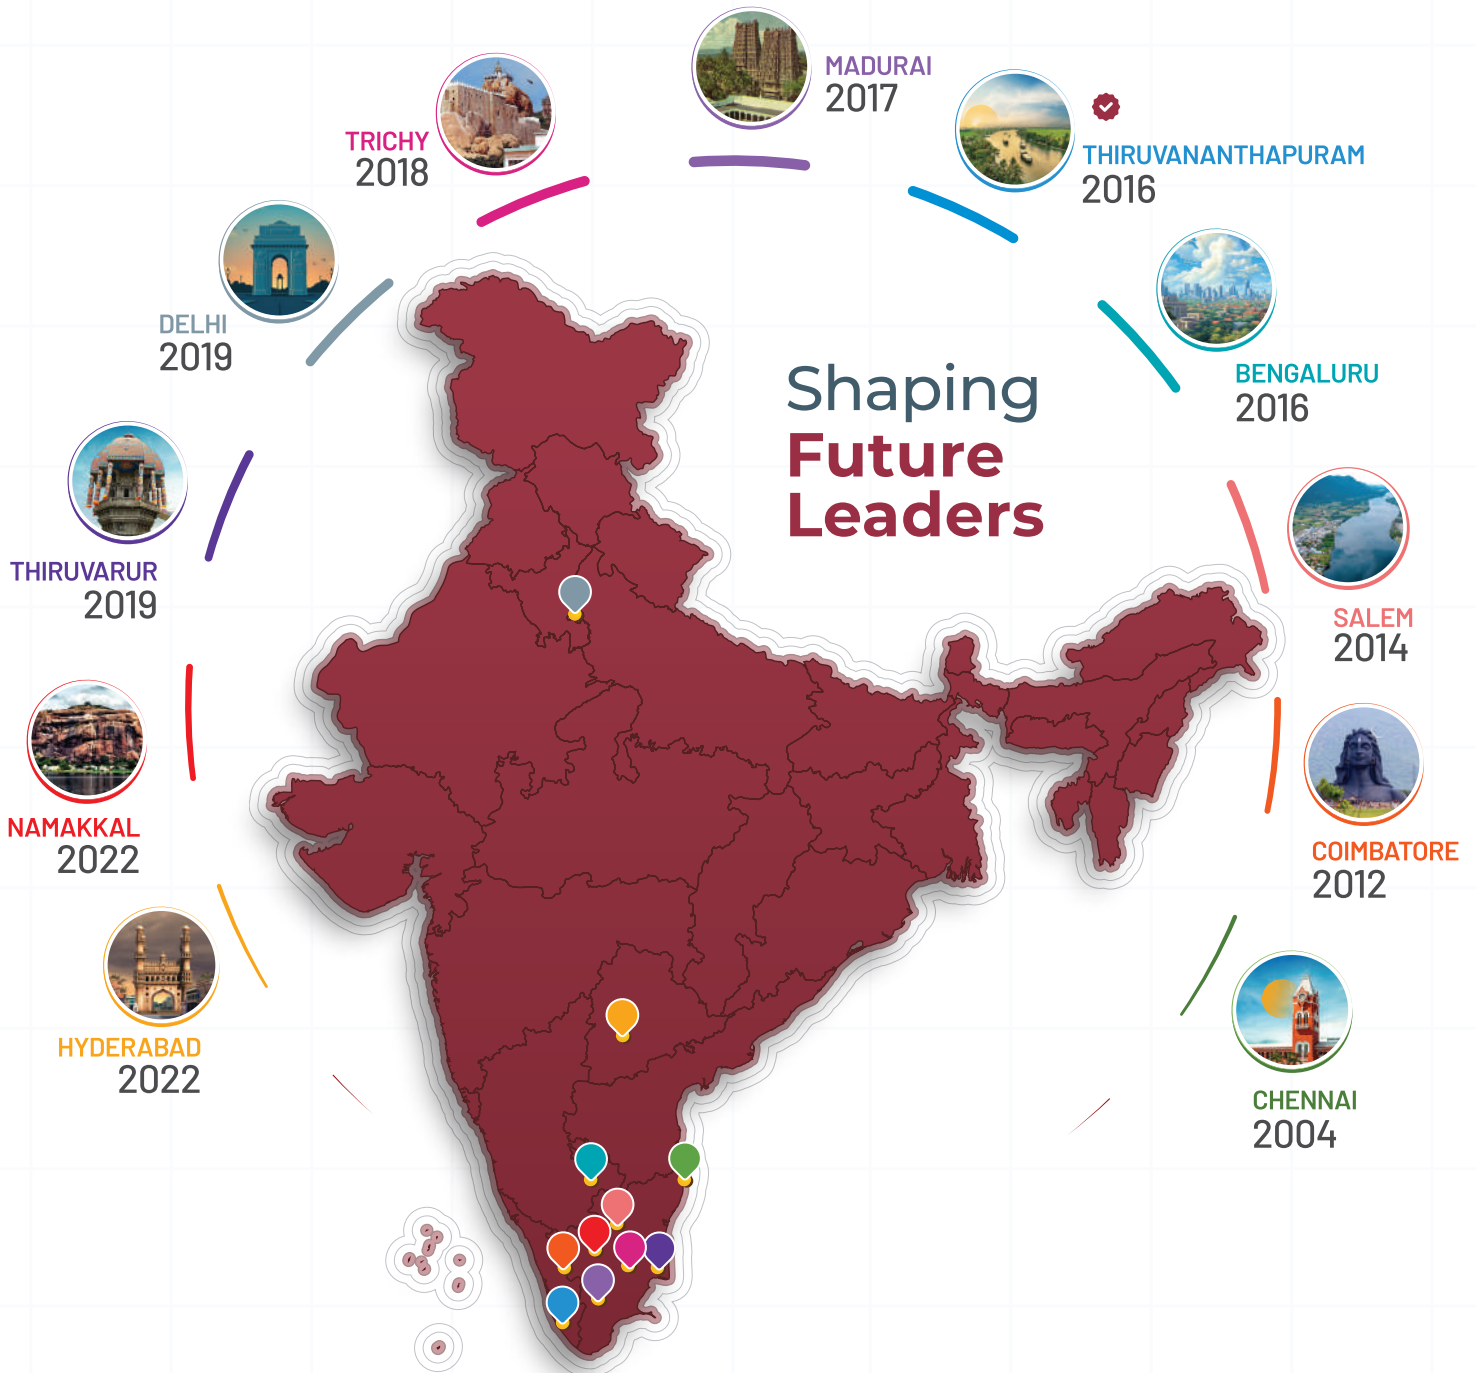 MADURAI
2017
THIRUVANANTHAPURAM
2016
TRICHY
2018
BENGALURU
2016
DELHI
2019
Shaping
Future
Leaders
SALEM
2014
THIRUVARUR
2019
COIMBATORE
2012
NAMAKKAL
2022
CHENNAI
2004
HYDERABAD
2022